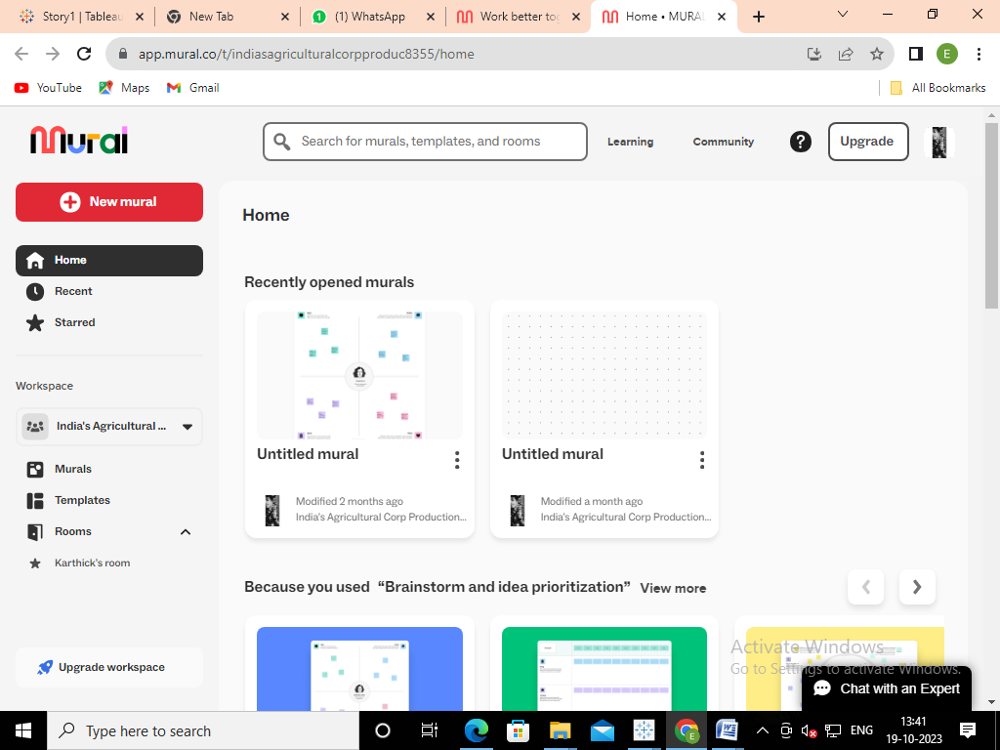 Story1 | Tableau
New Tab
(1) WhatsApp
Work better tog
Home • MURAL
app.mural.co/t/indiasagriculturalcorpproduc8355/home
E
YouTube
Maps
Gmail
All Bookmarks
Mural
Search for murals, templates, and rooms
Learning
Community
?
Upgrade
New mural
Home
Recent
Starred
Workspace
India's Agricultural ...
Murals
Templates
Rooms
Karthick's room
Upgrade workspace
Home
Recently opened murals
Untitled mural
Modified 2 months ago
India's Agricultural Corp Production...
Untitled mural
Modified a month ago
India's Agricultural Corp Production...
Because you used “Brainstorm and idea prioritization” View more
Activate Windows
Go to Settings to activate Windows.
Chat with an Expert
Type here to search
ENG
13:41
19-10-2023